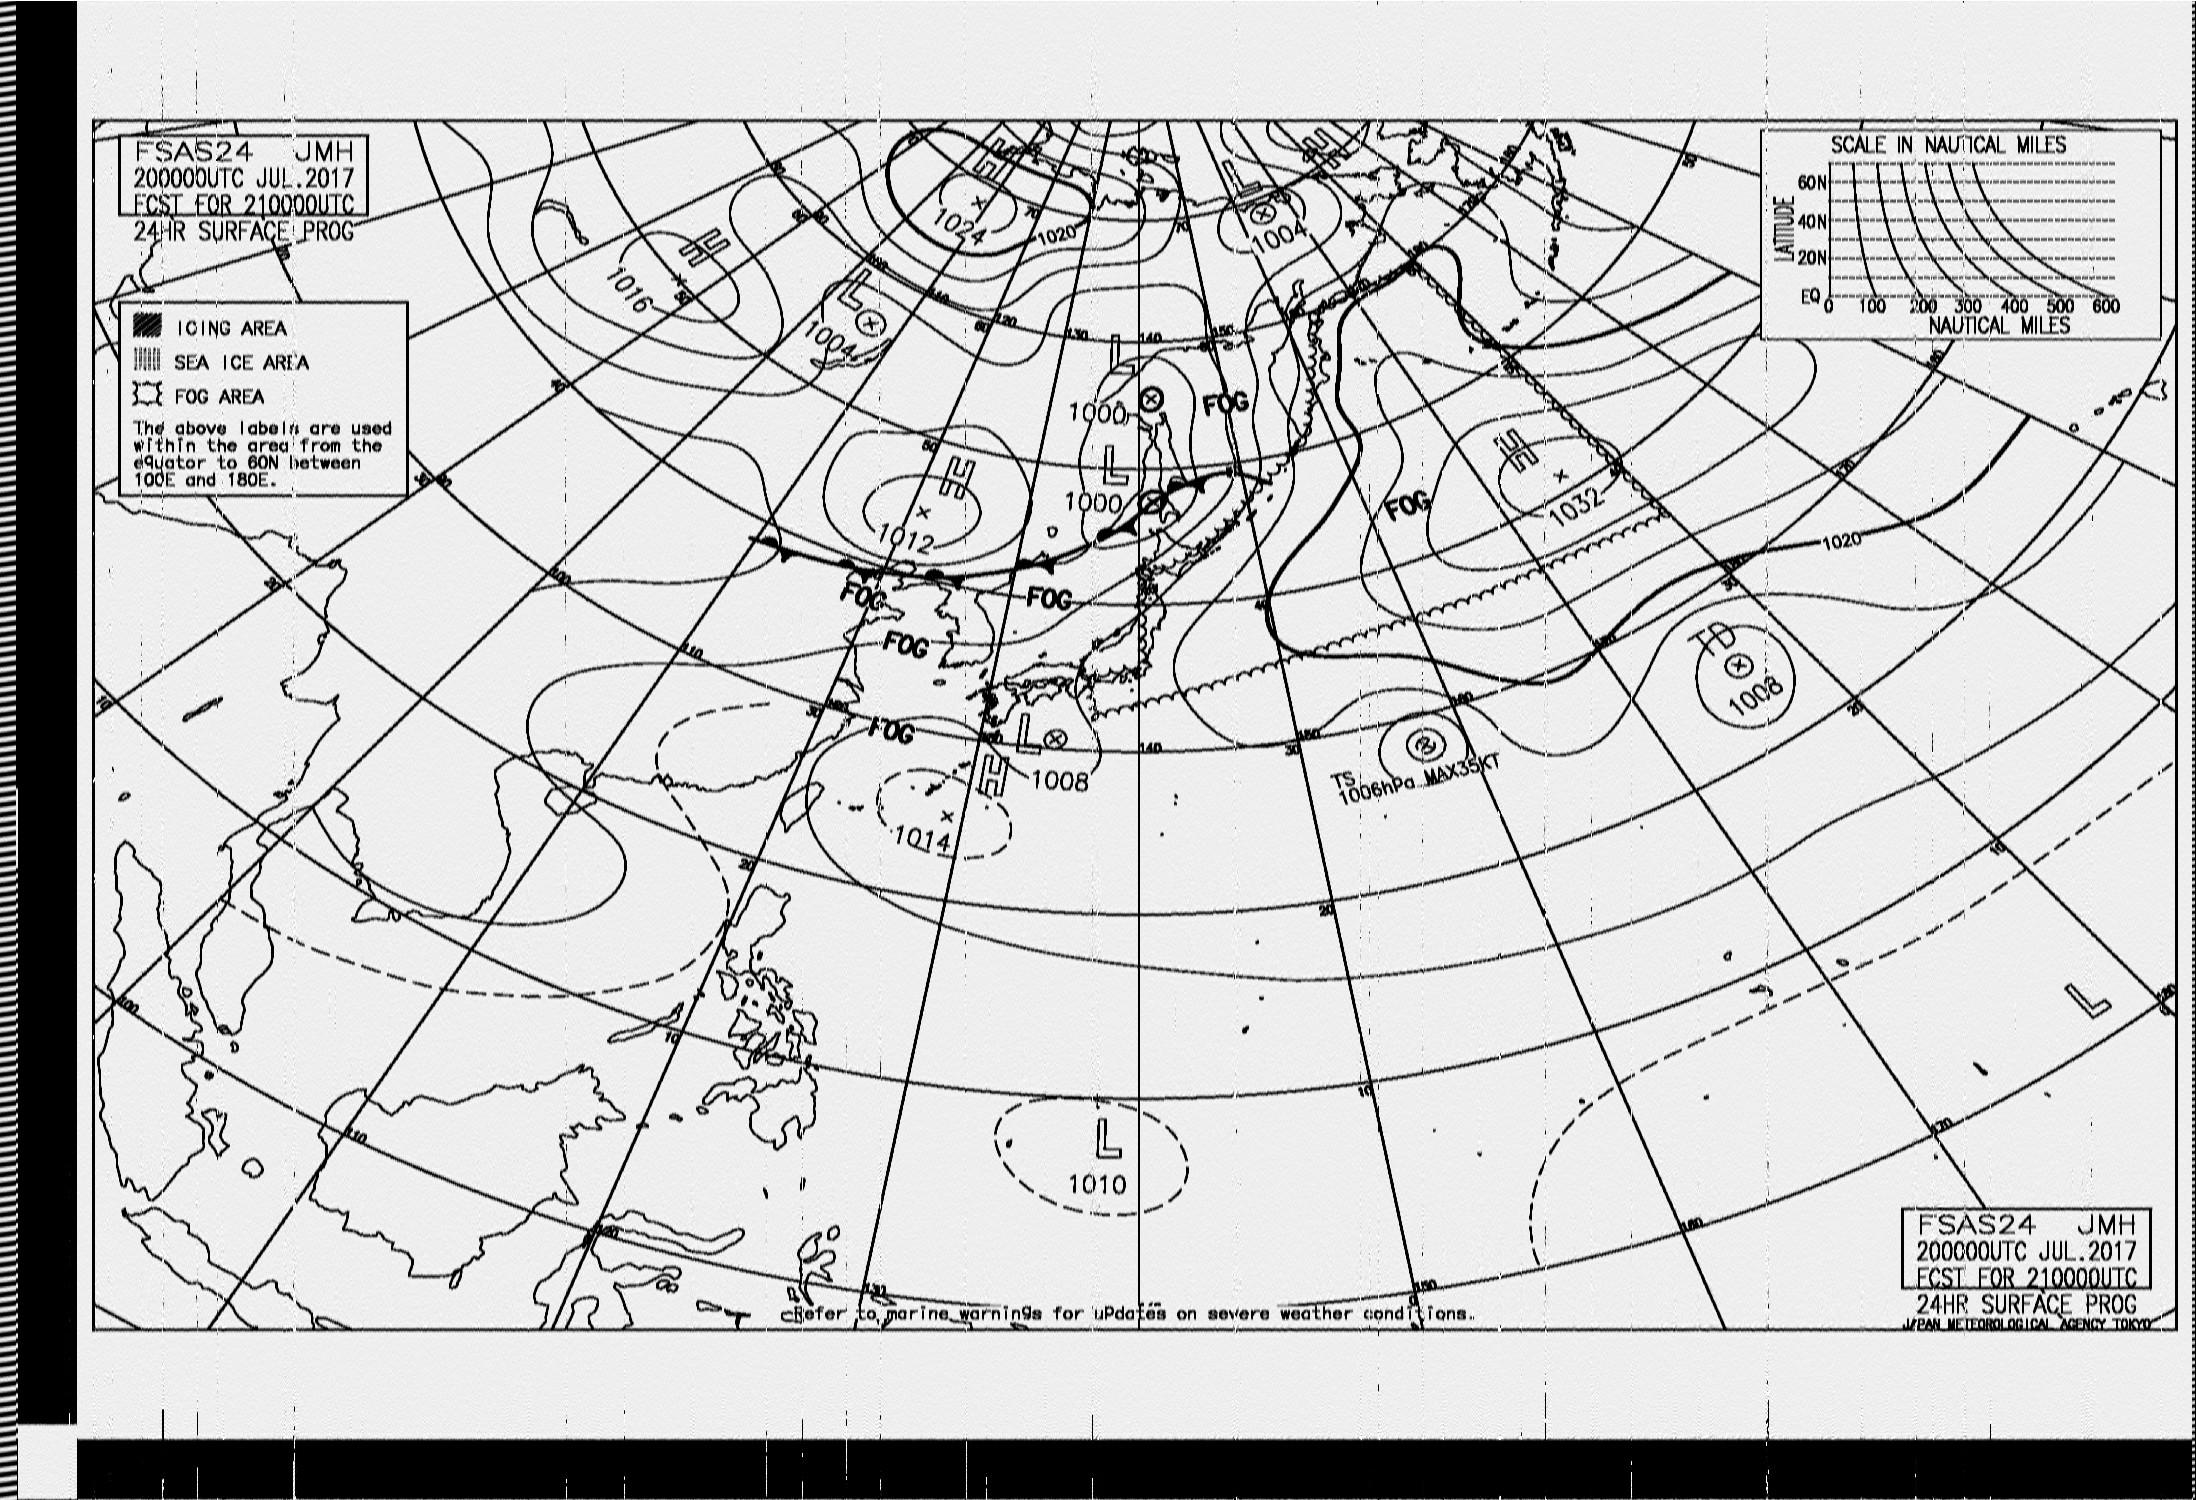 FSAS24 JMH
200000UTC JUL.2017
FCST FOR 210000UTC
24HR SURFACE PROG
ICING AREA
SEA ICE AREA
FOG AREA
The above labels are used
within the area from the
equator to 60N between
100E and 180E.
SCALE IN NAUTICAL MILES
60N
40N
20N
EQ
LATITUDE
0 100 200 300 400 500 600
NAUTICAL MILES
H
1024
1020
H
L
1004
H
1016
L
1004
L
1000
FOG
H
1032
L
1000
H
1012
FOG
1020
FOG
FOG
FOG
TD
1008
FOG
L
1008
H
1014
TS
1006hPa MAX35KT
L
L
1010
Refer to marine warnings for updates on severe weather conditions.
FSAS24 JMH
200000UTC JUL.2017
FCST FOR 210000UTC
24HR SURFACE PROG
JAPAN METEOROLOGICAL AGENCY TOKYO